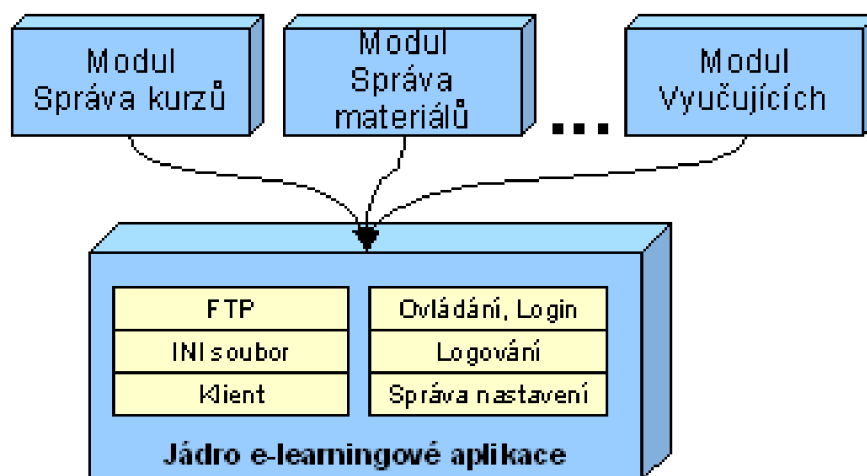 Modul
Správa kurzů
Modul
Správa
materiálů
...
Modul
Vyučujících
FTP
Ovládání, Login
INI soubor
Logování
Klient
Správa nastavení
Jádro e-learningové aplikace